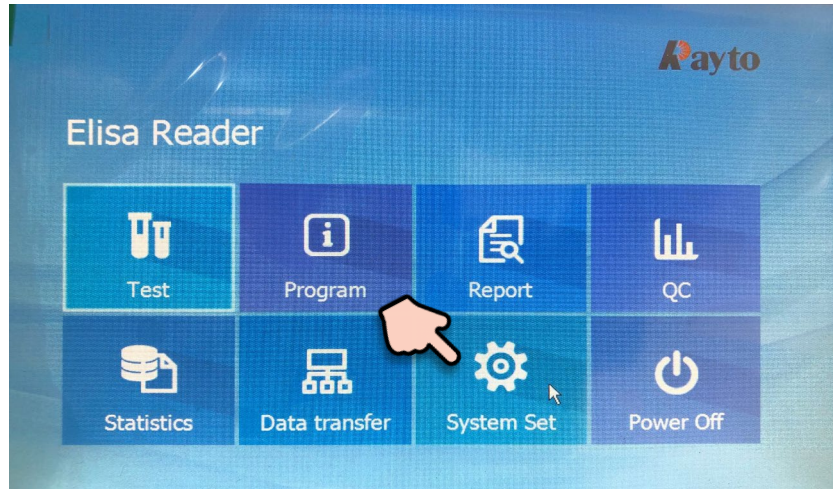 Rayto
Elisa Reader
Test
Program
Report
QC
Statistics
Data transfer
System Set
Power Off